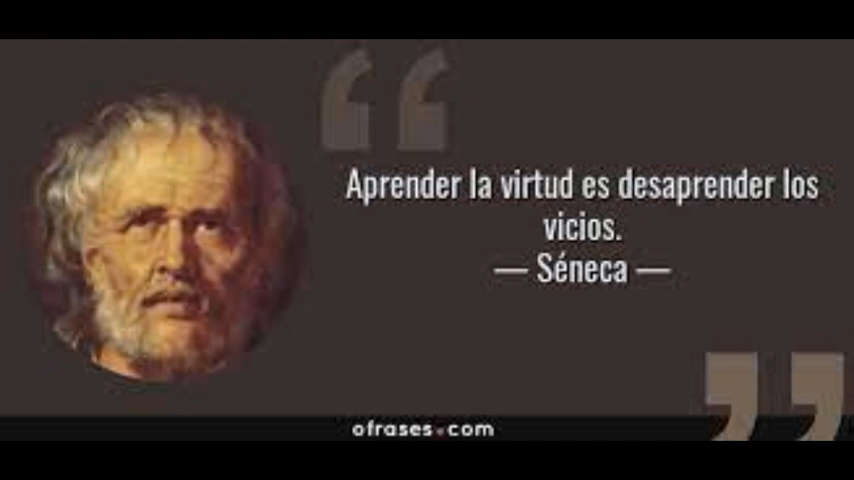 Aprender la virtud es desaprender los
vicios.
— Séneca —
ofrases.com